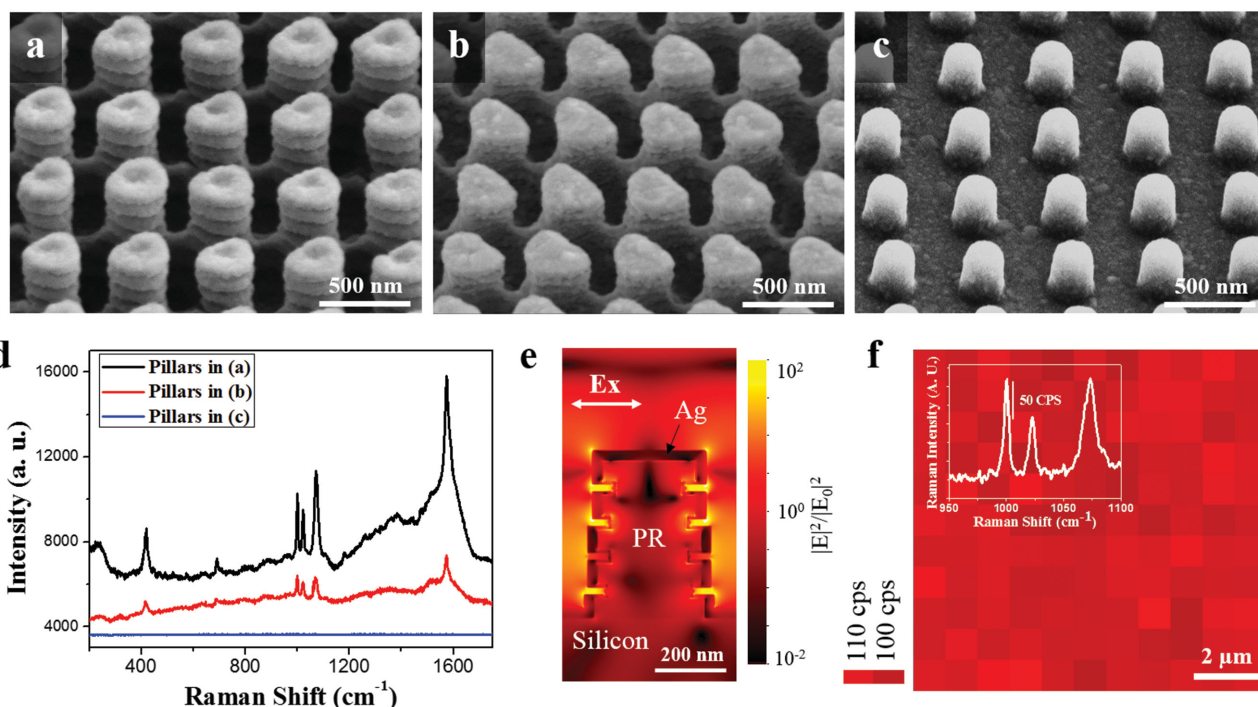 a
500 nm
b
500 nm
c
500 nm
d
16000
12000
8000
4000
Intensity (a. u.)
Pillars in (a)
Pillars in (b)
Pillars in (c)
400
800
1200
1600
Raman Shift (cm⁻¹)
e
Ex
Ag
PR
Silicon
200 nm
10²
10⁰
10⁻²
|E|²/|E₀|²
f
Raman Intensity (A. U.)
50 CPS
950
1000
1050
1100
Raman Shift (cm⁻¹)
110 cps
100 cps
2 µm